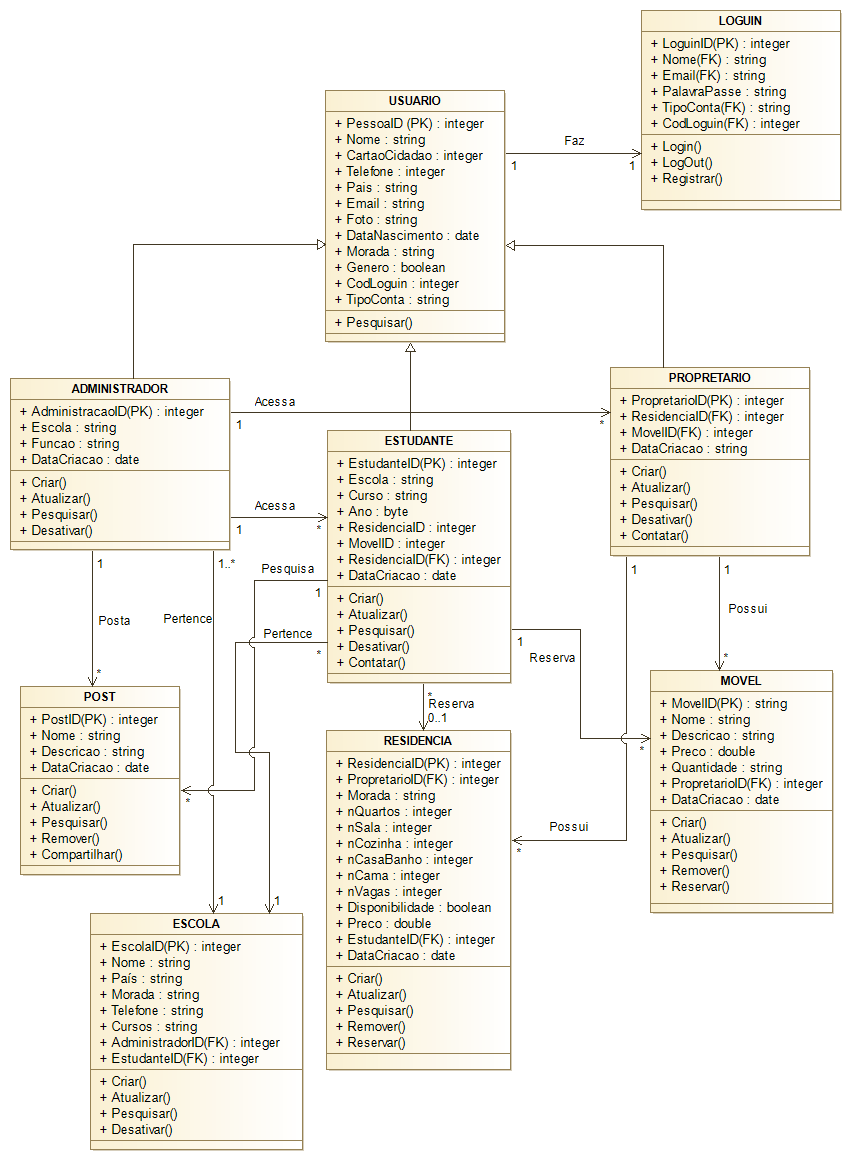 LOGUIN
+ LoguinID(PK) : integer
+ Nome(FK) : string
+ Email(FK) : string
+ PalavraPasse : string
+ TipoConta(FK) : string
+ CodLoguin(FK) : integer
+ Login()
+ LogOut()
+ Registrar()
USUARIO
+ PessoaID (PK) : integer
+ Nome : string
+ CartaoCidadao : integer
+ Telefone : integer
+ Pais : string
+ Email : string
+ Foto : string
+ DataNascimento : date
+ Morada : string
+ Genero : boolean
+ CodLoguin : integer
+ TipoConta : string
+ Pesquisar()
Faz
1
1
ADMINISTRADOR
+ AdministracaoID(PK) : integer
+ Escola : string
+ Funcao : string
+ DataCriacao : date
+ Criar()
+ Atualizar()
+ Pesquisar()
+ Desativar()
Acessa
1
*
Acessa
1
*
PROPRETARIO
+ PropretarioID(PK) : integer
+ ResidenciaID(FK) : integer
+ MovelID(FK) : integer
+ DataCriacao : string
+ Criar()
+ Atualizar()
+ Pesquisar()
+ Desativar()
+ Contatar()
ESTUDANTE
+ EstudanteID(PK) : integer
+ Escola : string
+ Curso : string
+ Ano : byte
+ ResidenciaID : integer
+ MovelID : integer
+ ResidenciaID(FK) : integer
+ DataCriacao : date
+ Criar()
+ Atualizar()
+ Pesquisar()
+ Desativar()
+ Contatar()
1
Posta
*
1..*
Pertence
1
Pesquisa
1
*
Pertence
*
1
1
Reserva
*
*
Reserva
0..1
1
Possui
*
1
Possui
*
POST
+ PostID(PK) : integer
+ Nome : string
+ Descricao : string
+ DataCriacao : date
+ Criar()
+ Atualizar()
+ Pesquisar()
+ Remover()
+ Compartilhar()
MOVEL
+ MovelID(PK) : string
+ Nome : string
+ Descricao : string
+ Preco : double
+ Quantidade : string
+ PropretarioID(FK) : integer
+ DataCriacao : date
+ Criar()
+ Atualizar()
+ Pesquisar()
+ Remover()
+ Reservar()
RESIDENCIA
+ ResidenciaID(PK) : integer
+ PropretarioID(FK) : integer
+ Morada : string
+ nQuartos : integer
+ nSala : integer
+ nCozinha : integer
+ nCasaBanho : integer
+ nCama : integer
+ nVagas : integer
+ Disponibilidade : boolean
+ Preco : double
+ EstudanteID(FK) : integer
+ DataCriacao : date
+ Criar()
+ Atualizar()
+ Pesquisar()
+ Remover()
+ Reservar()
ESCOLA
+ EscolaID(PK) : integer
+ Nome : string
+ País : string
+ Morada : string
+ Telefone : string
+ Cursos : string
+ AdministradorID(FK) : integer
+ EstudanteID(FK) : integer
+ Criar()
+ Atualizar()
+ Pesquisar()
+ Desativar()